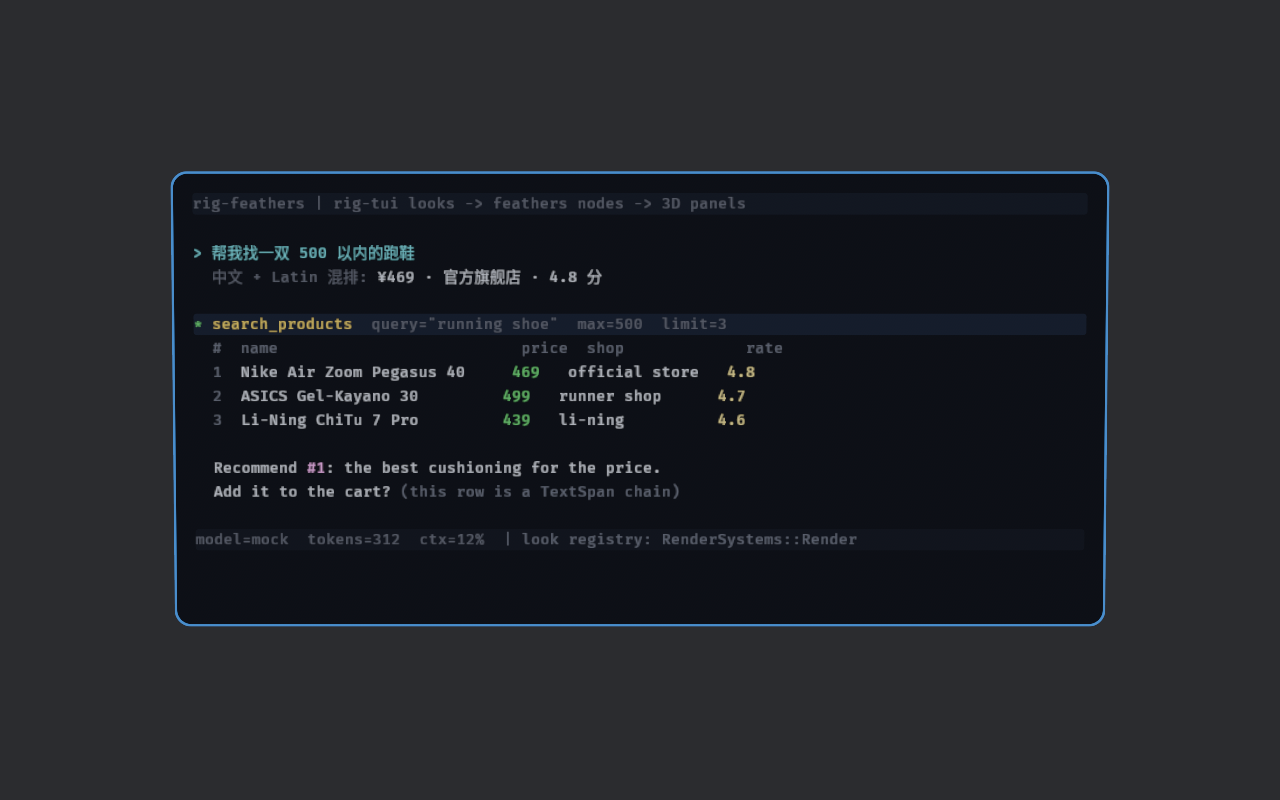 rig-feathers | rig-tui looks -> feathers nodes -> 3D panels
> 帮我找一双 500 以内的跑鞋
中文 + Latin 混排: ¥469 · 官方旗舰店 · 4.8 分
* search_products  query="running shoe"  max=500  limit=3
#  name                          price  shop             rate
1  Nike Air Zoom Pegasus 40     469   official store   4.8
2  ASICS Gel-Kayano 30         499   runner shop      4.7
3  Li-Ning ChiTu 7 Pro         439   li-ning          4.6
Recommend #1: the best cushioning for the price.
Add it to the cart? (this row is a TextSpan chain)
model=mock  tokens=312  ctx=12%  | look registry: RenderSystems::Render